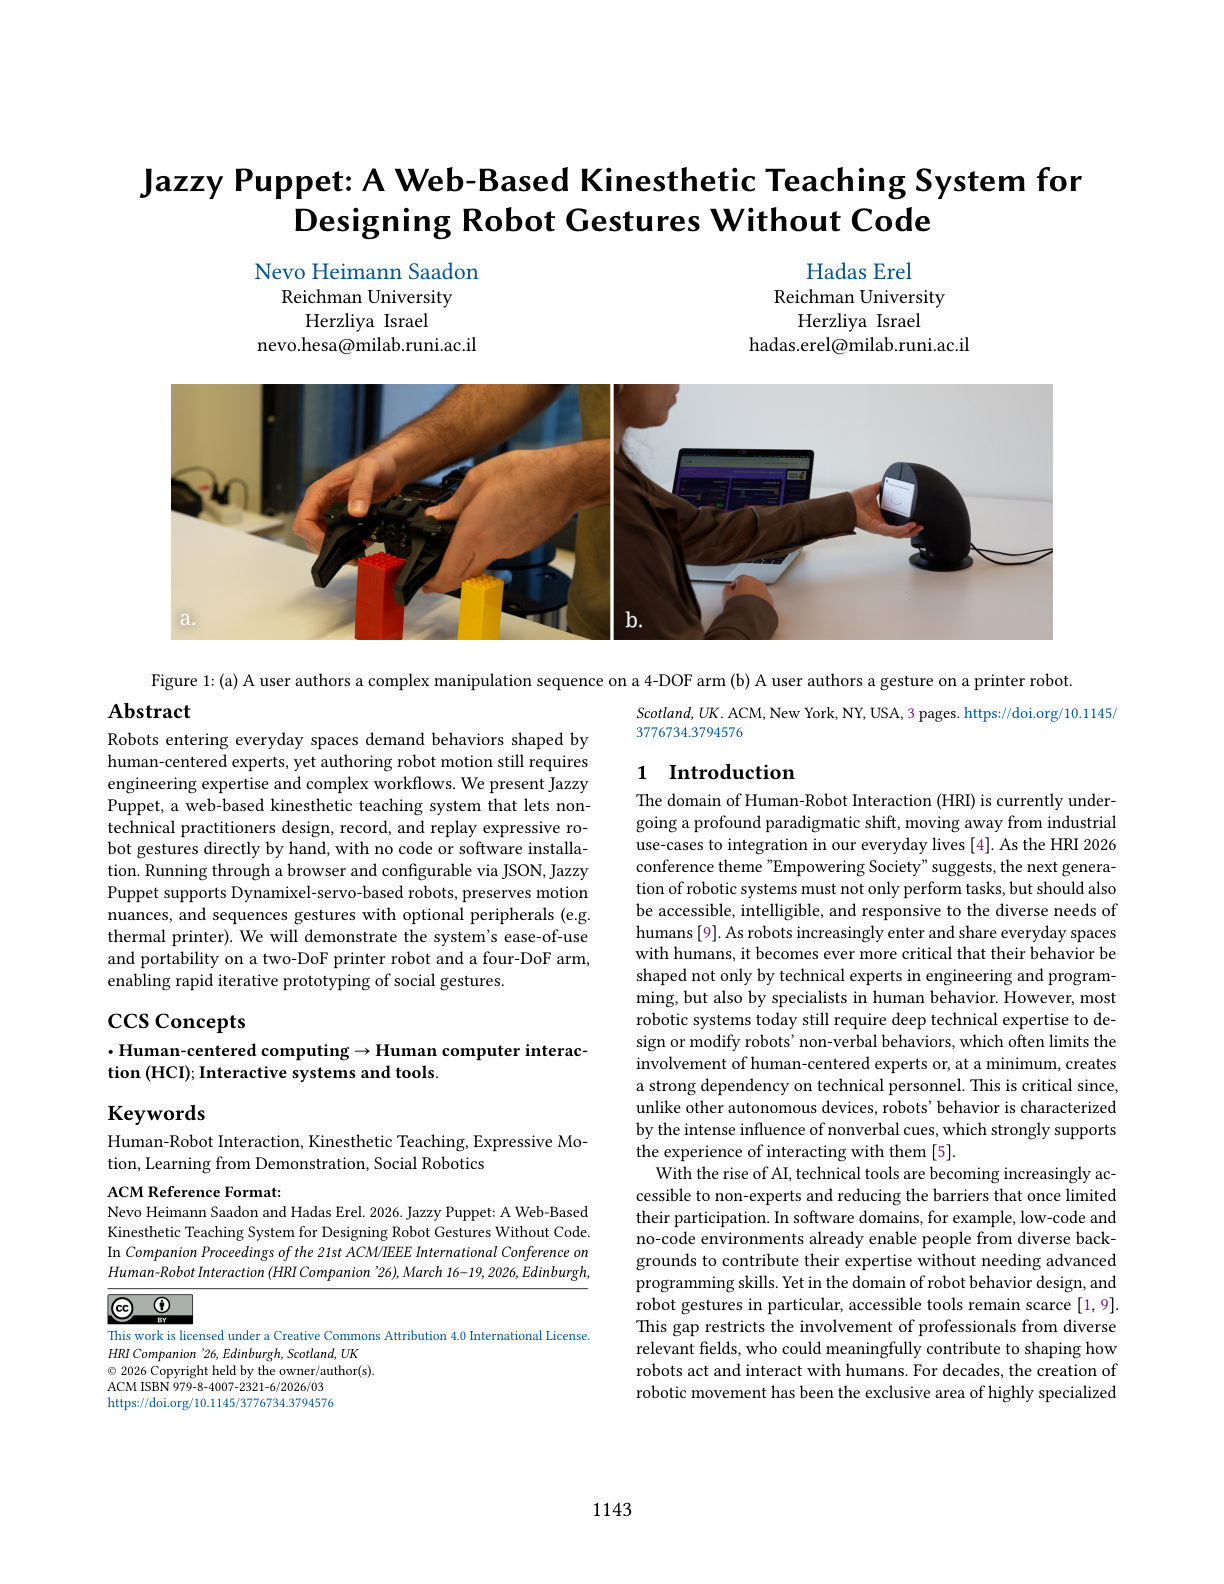 Jazzy Puppet: A Web-Based Kinesthetic Teaching System for
Designing Robot Gestures Without Code
Nevo Heimann Saadon
Reichman University
Herzliya Israel
nevo.hesa@milab.runi.ac.il
Hadas Erel
Reichman University
Herzliya Israel
hadas.erel@milab.runi.ac.il
a.
b.
Figure 1: (a) A user authors a complex manipulation sequence on a 4-DOF arm (b) A user authors a gesture on a printer robot.
Abstract
Robots entering everyday spaces demand behaviors shaped by
human-centered experts, yet authoring robot motion still requires
engineering expertise and complex workflows. We present Jazzy
Puppet, a web-based kinesthetic teaching system that lets non-
technical practitioners design, record, and replay expressive ro-
bot gestures directly by hand, with no code or software installa-
tion. Running through a browser and configurable via JSON, Jazzy
Puppet supports Dynamixel-servo-based robots, preserves motion
nuances, and sequences gestures with optional peripherals (e.g.
thermal printer). We will demonstrate the system's ease-of-use
and portability on a two-DoF printer robot and a four-DoF arm,
enabling rapid iterative prototyping of social gestures.
CCS Concepts
• Human-centered computing → Human computer interac-
tion (HCI); Interactive systems and tools.
Keywords
Human-Robot Interaction, Kinesthetic Teaching, Expressive Mo-
tion, Learning from Demonstration, Social Robotics
ACM Reference Format:
Nevo Heimann Saadon and Hadas Erel. 2026. Jazzy Puppet: A Web-Based
Kinesthetic Teaching System for Designing Robot Gestures Without Code.
In Companion Proceedings of the 21st ACM/IEEE International Conference on
Human-Robot Interaction (HRI Companion '26), March 16–19, 2026, Edinburgh,
cc BY
This work is licensed under a Creative Commons Attribution 4.0 International License.
HRI Companion '26, Edinburgh, Scotland, UK
© 2026 Copyright held by the owner/author(s).
ACM ISBN 979-8-4007-2321-6/2026/03
https://doi.org/10.1145/3776734.3794576
Scotland, UK. ACM, New York, NY, USA, 3 pages. https://doi.org/10.1145/
3776734.3794576
1 Introduction
The domain of Human-Robot Interaction (HRI) is currently under-
going a profound paradigmatic shift, moving away from industrial
use-cases to integration in our everyday lives [4]. As the HRI 2026
conference theme "Empowering Society" suggests, the next genera-
tion of robotic systems must not only perform tasks, but should also
be accessible, intelligible, and responsive to the diverse needs of
humans [9]. As robots increasingly enter and share everyday spaces
with humans, it becomes ever more critical that their behavior be
shaped not only by technical experts in engineering and program-
ming, but also by specialists in human behavior. However, most
robotic systems today still require deep technical expertise to de-
sign or modify robots' non-verbal behaviors, which often limits the
involvement of human-centered experts or, at a minimum, creates
a strong dependency on technical personnel. This is critical since,
unlike other autonomous devices, robots' behavior is characterized
by the intense influence of nonverbal cues, which strongly supports
the experience of interacting with them [5].
With the rise of AI, technical tools are becoming increasingly ac-
cessible to non-experts and reducing the barriers that once limited
their participation. In software domains, for example, low-code and
no-code environments already enable people from diverse back-
grounds to contribute their expertise without needing advanced
programming skills. Yet in the domain of robot behavior design, and
robot gestures in particular, accessible tools remain scarce [1, 9].
This gap restricts the involvement of professionals from diverse
relevant fields, who could meaningfully contribute to shaping how
robots act and interact with humans. For decades, the creation of
robotic movement has been the exclusive area of highly specialized
1143